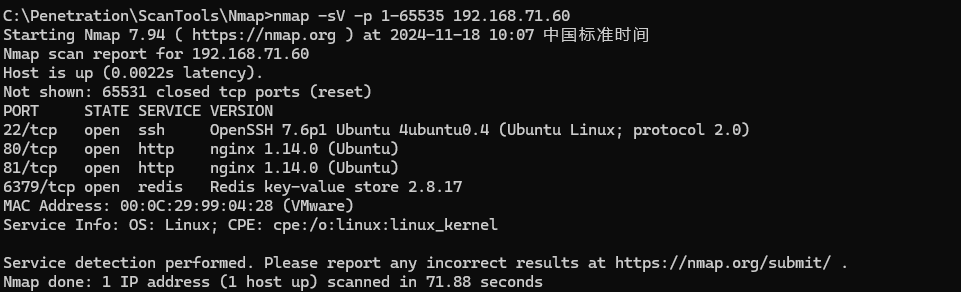 C:\Penetration\ScanTools\Nmap>nmap -sV -p 1-65535 192.168.71.60
Starting Nmap 7.94 ( https://nmap.org ) at 2024-11-18 10:07 中国标准时间
Nmap scan report for 192.168.71.60
Host is up (0.0022s latency).
Not shown: 65531 closed tcp ports (reset)
PORT     STATE SERVICE VERSION
22/tcp   open  ssh     OpenSSH 7.6p1 Ubuntu 4ubuntu0.4 (Ubuntu Linux; protocol 2.0)
80/tcp   open  http    nginx 1.14.0 (Ubuntu)
81/tcp   open  http    nginx 1.14.0 (Ubuntu)
6379/tcp open  redis   Redis key-value store 2.8.17
MAC Address: 00:0C:29:99:04:28 (VMware)
Service Info: OS: Linux; CPE: cpe:/o:linux:linux_kernel

Service detection performed. Please report any incorrect results at https://nmap.org/submit/ .
Nmap done: 1 IP address (1 host up) scanned in 71.88 seconds